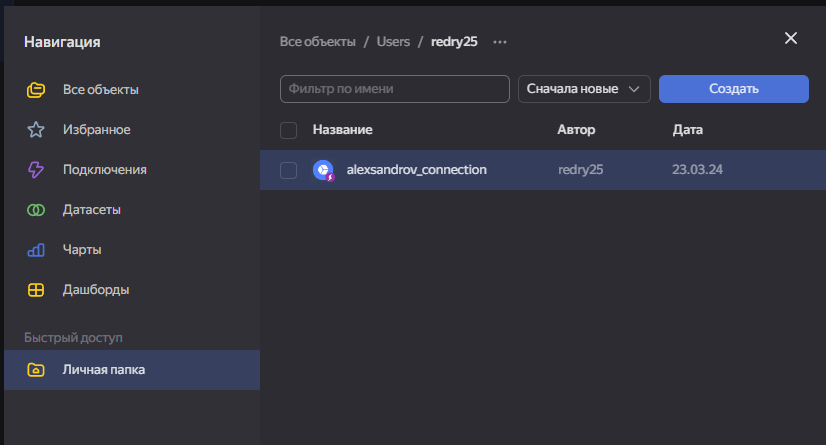 Навигация
Все объекты
Избранное
Подключения
Датасеты
Чарты
Дашборды
Быстрый доступ
Личная папка
Все объекты / Users / redry25 ···
Фильтр по имени Сначала новые Создать
Название Автор Дата
alexsandrov_connection redry25 23.03.24